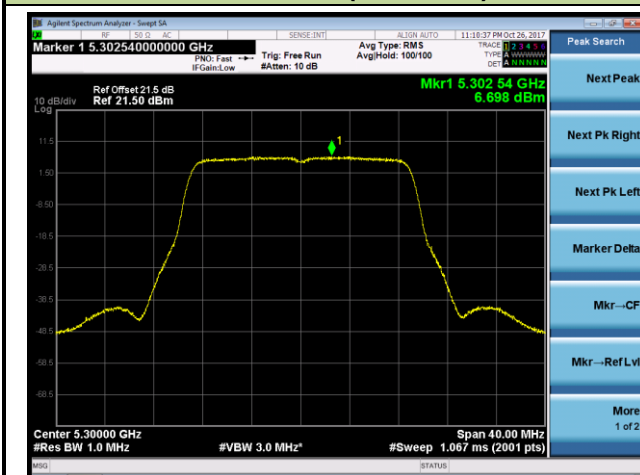 Agilent Spectrum Analyzer - Swept SA
RF 50 Ω AC SENSE:INT ALIGN AUTO 11:10:37 PM Oct 26, 2017
Marker 1 5.302540000000 GHz
PNO: Fast Trig: Free Run Avg Type: RMS TRACE 1 2 3 4 5 6
IFGain:Low #Atten: 10 dB Avg|Hold: 100/100 TYPE A WWWWW
DET A N N N N N
Peak Search
Mkr1 5.302 54 GHz
6.698 dBm
Ref Offset 21.5 dB
10 dB/div Ref 21.50 dBm
Log
11.5
1.50
-8.50
-18.5
-28.5
-38.5
-48.5
-58.5
-68.5
1
Center 5.30000 GHz Span 40.00 MHz
#Res BW 1.0 MHz #VBW 3.0 MHz* #Sweep 1.067 ms (2001 pts)
MSG STATUS
Next Peak
Next Pk Right
Next Pk Left
Marker Delta
Mkr→CF
Mkr→Ref Lvl
More
1 of 2